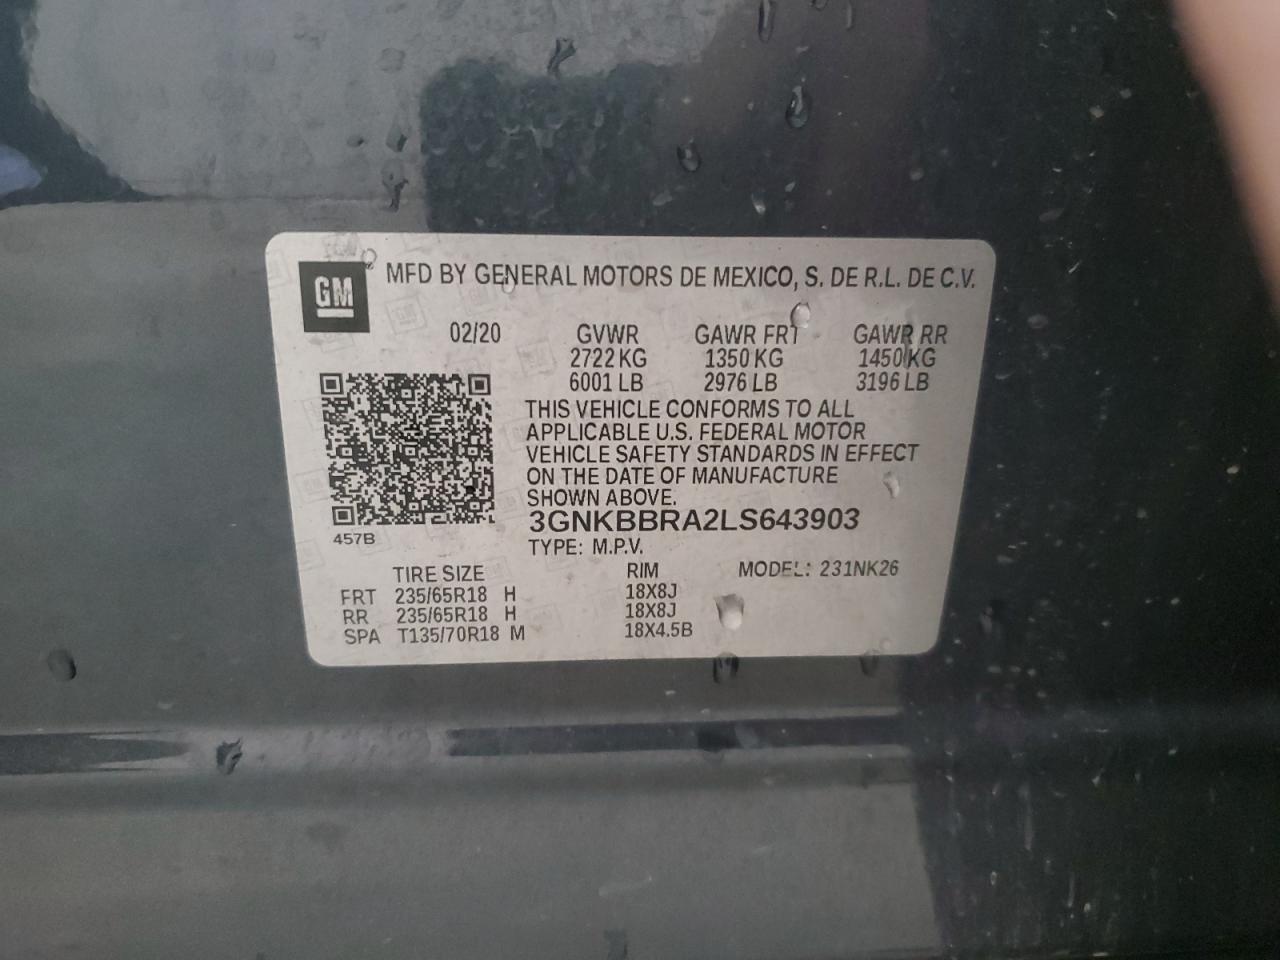 GM
MFD BY GENERAL MOTORS DE MEXICO, S. DE R.L. DE C.V.
02/20 GVWR GAWR FRT GAWR RR
2722 KG 1350 KG 1450 KG
6001 LB 2976 LB 3196 LB
THIS VEHICLE CONFORMS TO ALL
APPLICABLE U.S. FEDERAL MOTOR
VEHICLE SAFETY STANDARDS IN EFFECT
ON THE DATE OF MANUFACTURE
SHOWN ABOVE.
3GNKBBRA2LS643903
457B
TYPE: M.P.V.
TIRE SIZE RIM MODEL: 231NK26
FRT 235/65R18 H 18X8J
RR 235/65R18 H 18X8J
SPA T135/70R18 M 18X4.5B